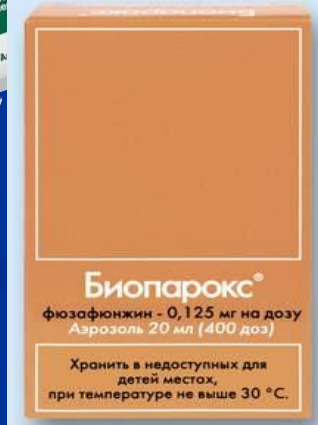 Биопарокс
Биопарокс®
фюзафюнжин - 0,125 мг на дозу
Аэрозоль 20 мл (400 доз)
Хранить в недоступных для
детей местах,
при температуре не выше 30 °C.